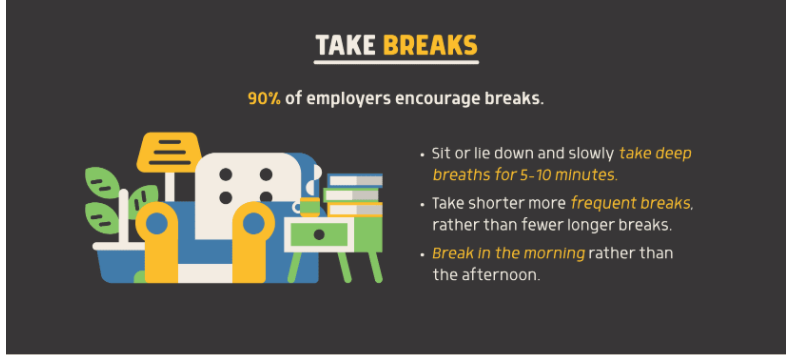 TAKE BREAKS
90% of employers encourage breaks.
• Sit or lie down and slowly take deep
breaths for 5-10 minutes.
• Take shorter more frequent breaks,
rather than fewer longer breaks.
• Break in the morning rather than
the afternoon.